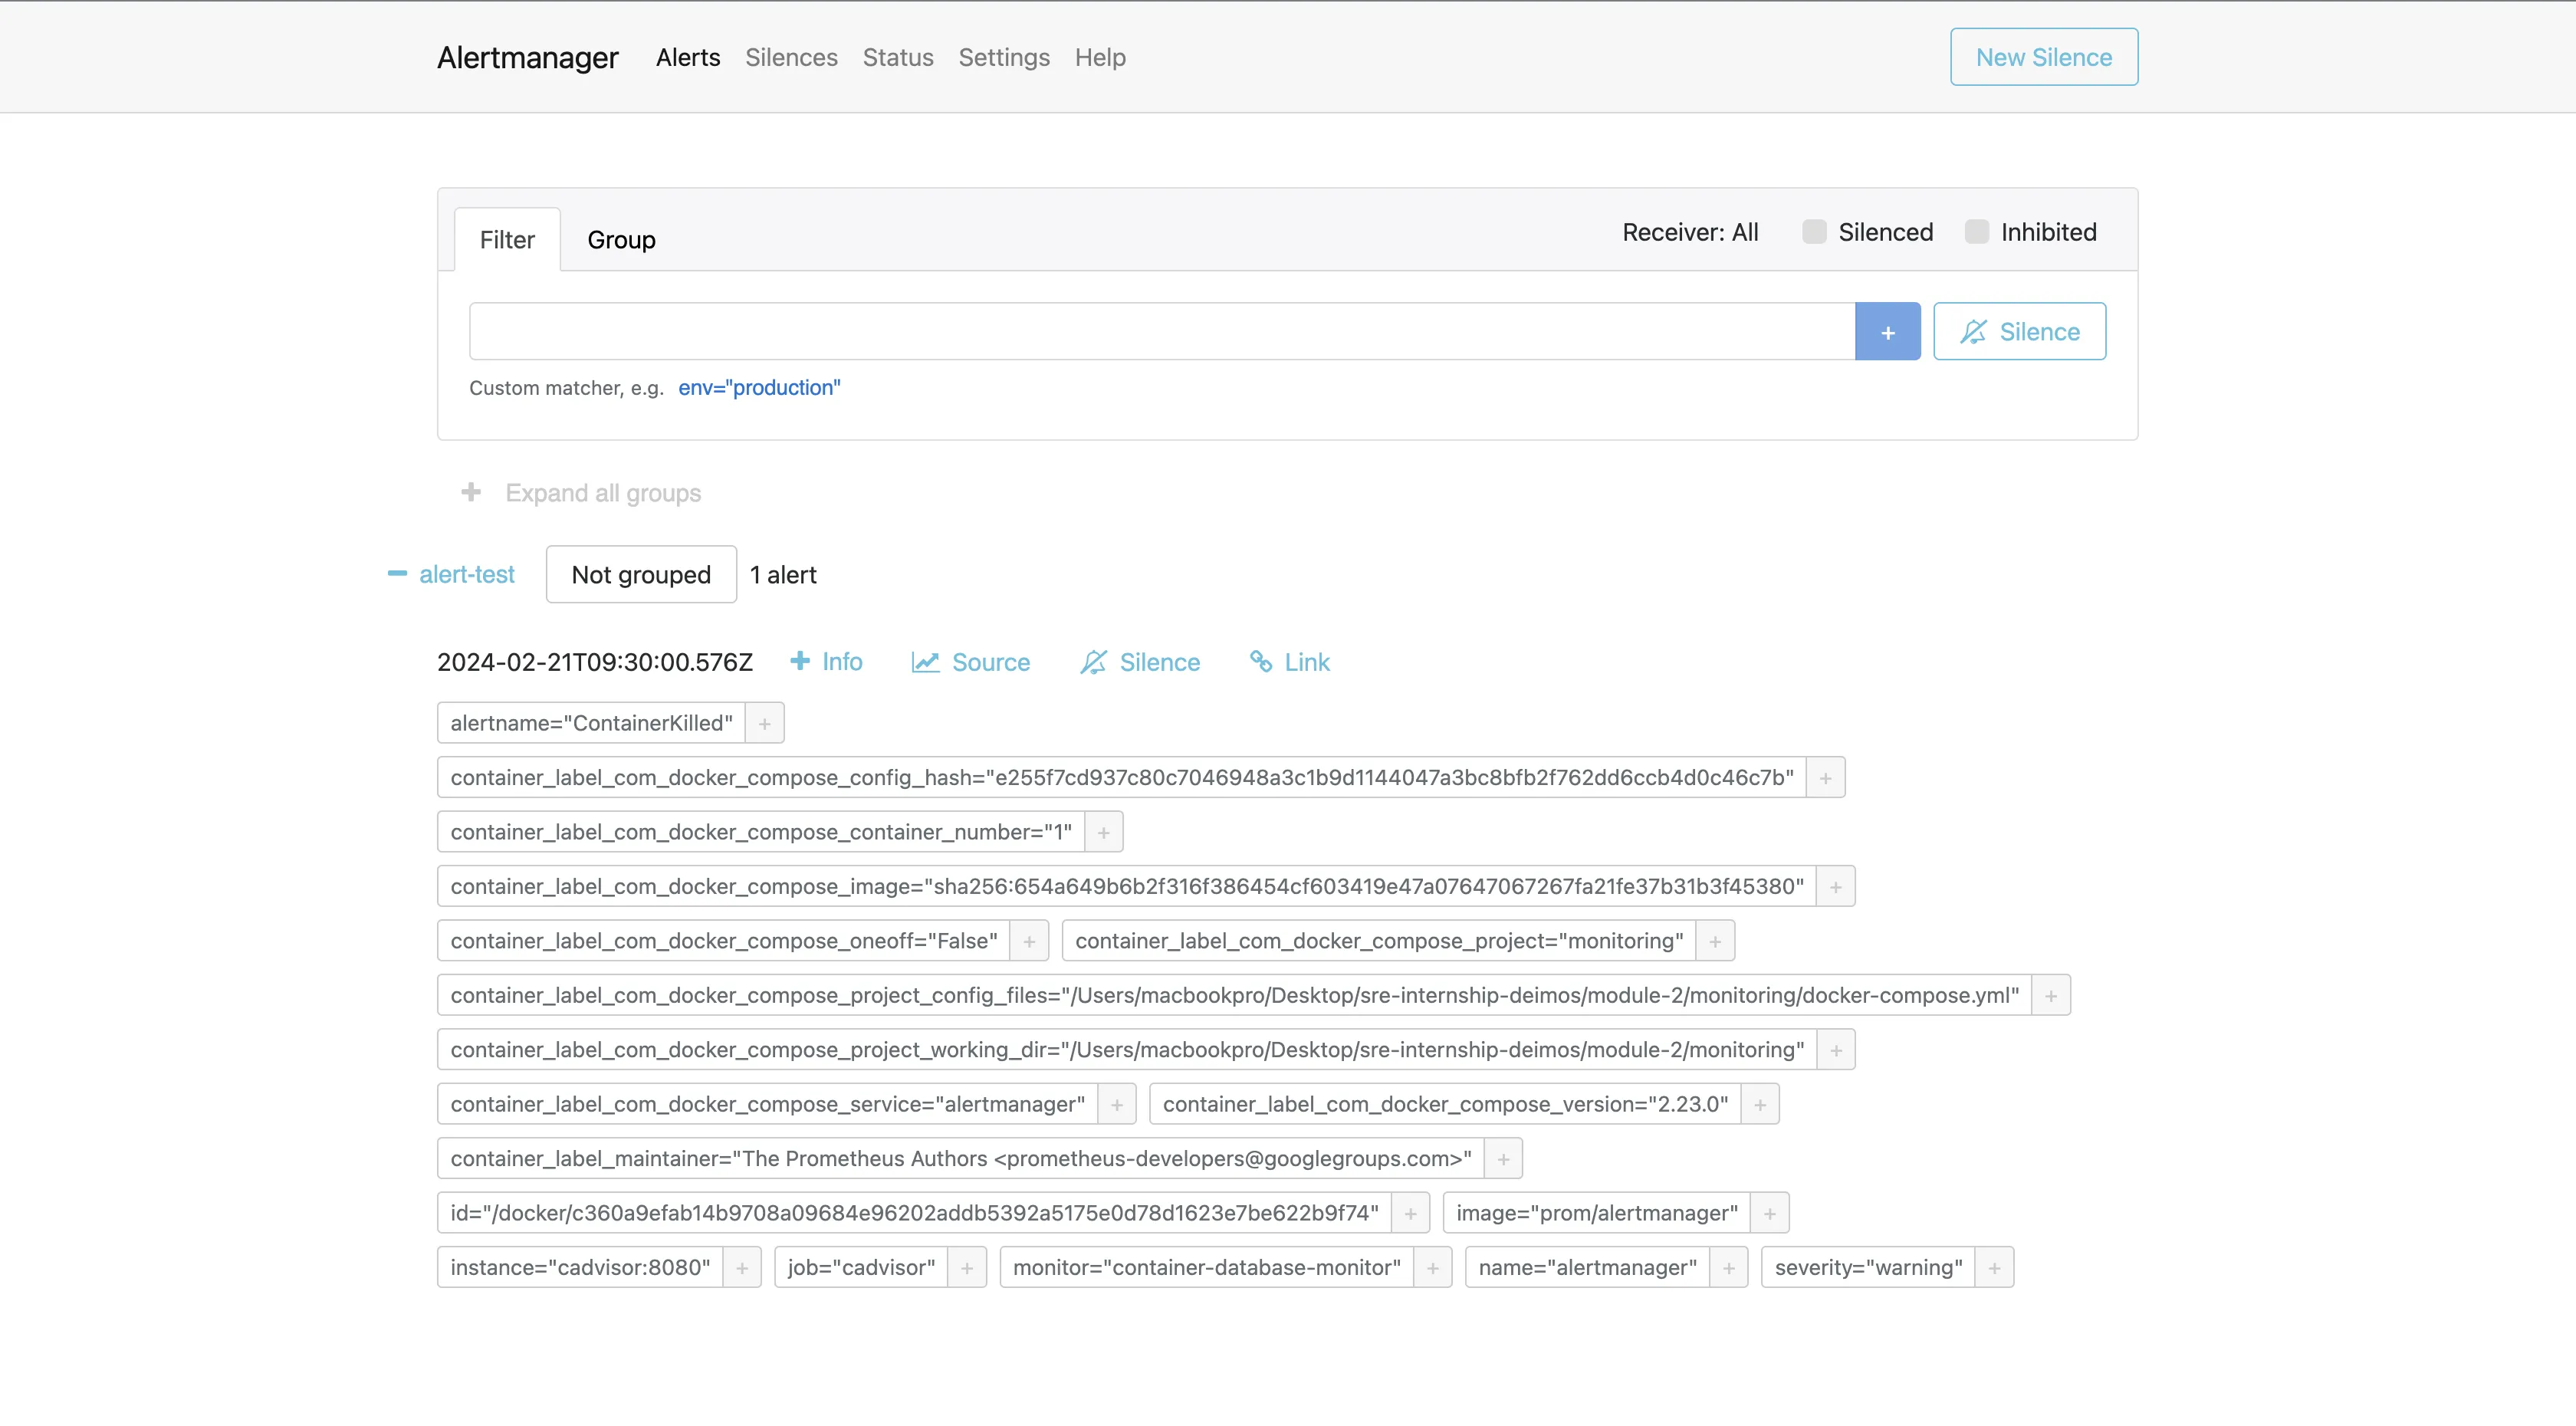 Alertmanager Alerts Silences Status Settings Help New Silence
Filter Group Receiver: All Silenced Inhibited
+ Silence
Custom matcher, e.g. env="production"
+ Expand all groups
− alert-test Not grouped 1 alert
2024-02-21T09:30:00.576Z + Info Source Silence Link
alertname="ContainerKilled" +
container_label_com_docker_compose_config_hash="e255f7cd937c80c7046948a3c1b9d1144047a3bc8bfb2f762dd6ccb4d0c46c7b" +
container_label_com_docker_compose_container_number="1" +
container_label_com_docker_compose_image="sha256:654a649b6b2f316f386454cf603419e47a07647067267fa21fe37b31b3f45380" +
container_label_com_docker_compose_oneoff="False" + container_label_com_docker_compose_project="monitoring" +
container_label_com_docker_compose_project_config_files="/Users/macbookpro/Desktop/sre-internship-deimos/module-2/monitoring/docker-compose.yml" +
container_label_com_docker_compose_project_working_dir="/Users/macbookpro/Desktop/sre-internship-deimos/module-2/monitoring" +
container_label_com_docker_compose_service="alertmanager" + container_label_com_docker_compose_version="2.23.0" +
container_label_maintainer="The Prometheus Authors <prometheus-developers@googlegroups.com>" +
id="/docker/c360a9efab14b9708a09684e96202addb5392a5175e0d78d1623e7be622b9f74" + image="prom/alertmanager" +
instance="cadvisor:8080" + job="cadvisor" + monitor="container-database-monitor" + name="alertmanager" + severity="warning" +